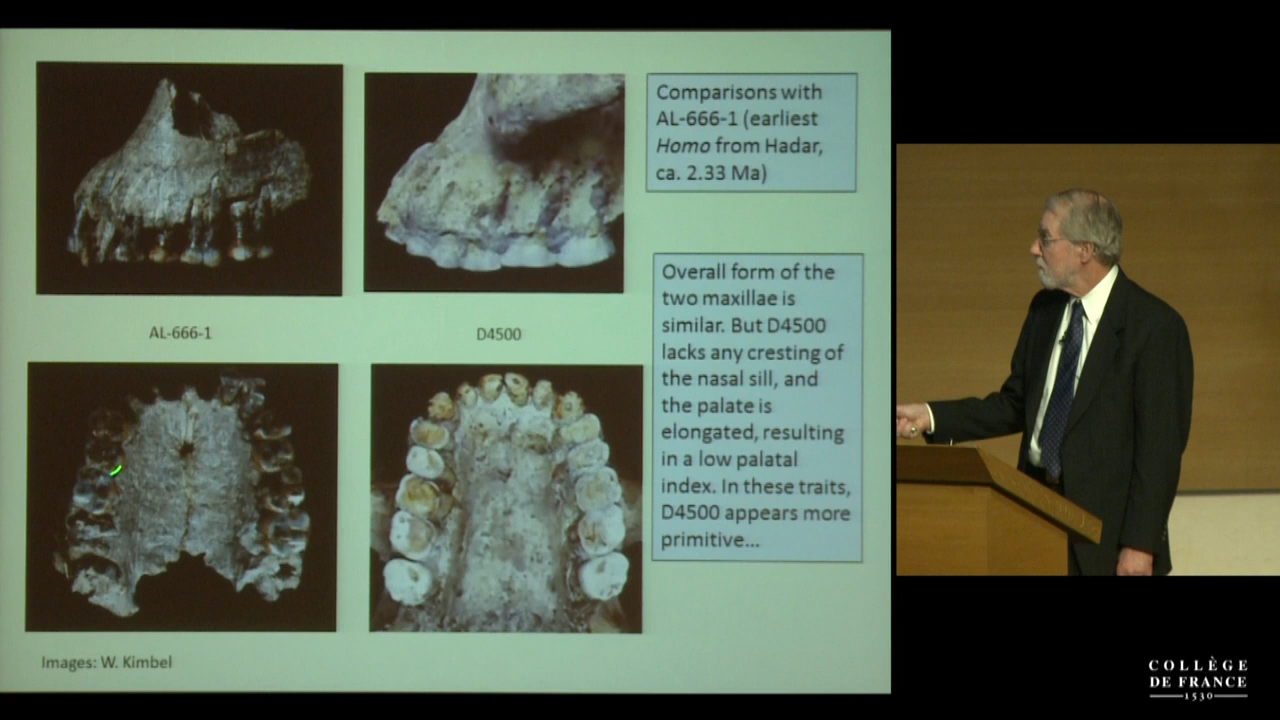 Comparisons with
AL-666-1 (earliest
Homo from Hadar,
ca. 2.33 Ma)
Overall form of the
two maxillae is
similar. But D4500
lacks any cresting of
the nasal sill, and
the palate is
elongated, resulting
in a low palatal
index. In these traits,
D4500 appears more
primitive...
AL-666-1
D4500
Images: W. Kimbel
COLLÈGE
DE FRANCE
1530